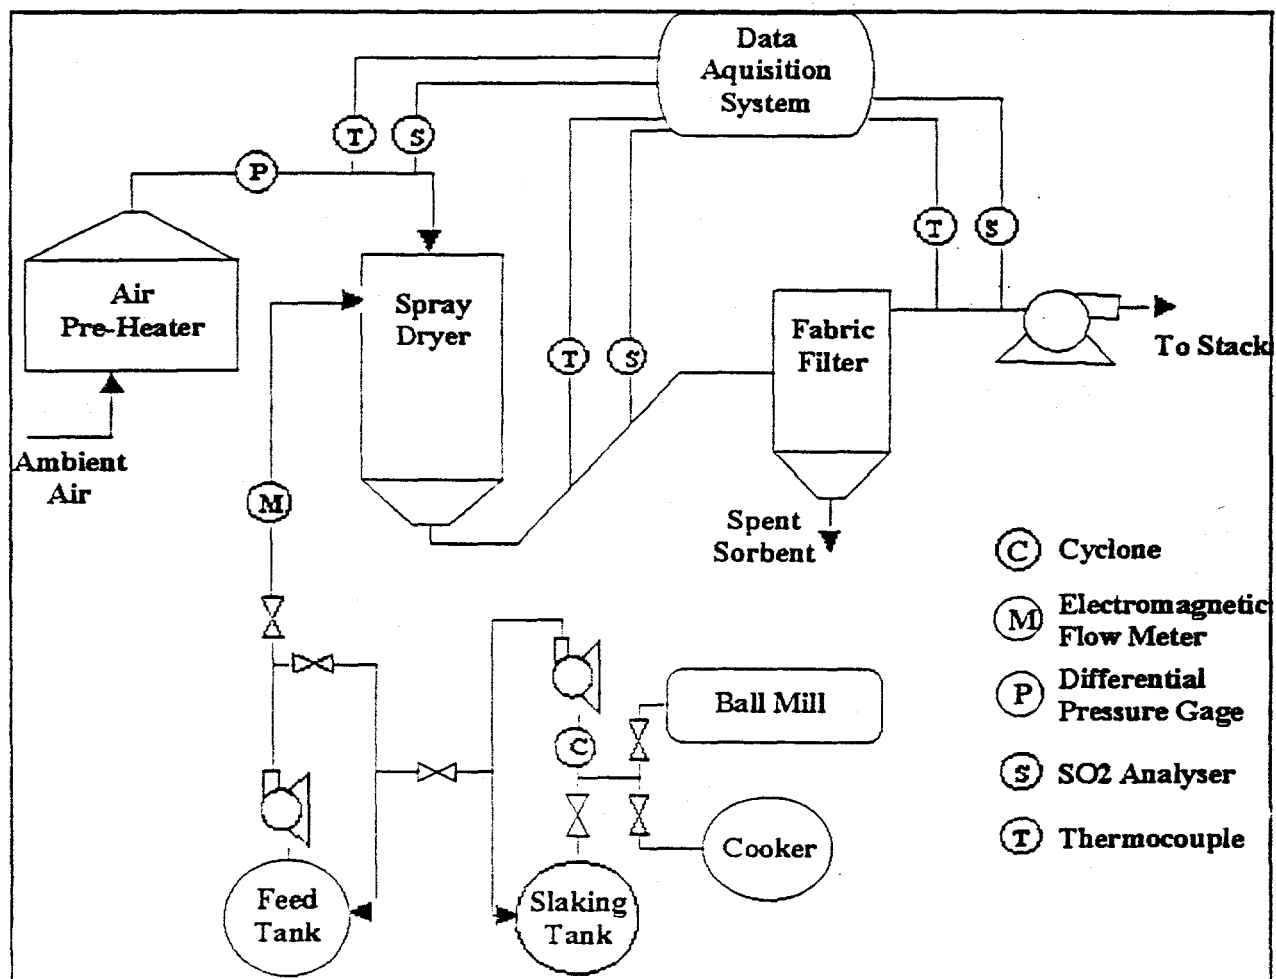 Data
Aquisition
System
T
S
P
T
S
Air
Pre-Heater
Spray
Dryer
Fabric
Filter
To Stack
T
S
Ambient
Air
M
Spent
Sorbent
C
Cyclone
M
Electromagnetic
Flow Meter
P
Differential
Pressure Gage
S
SO2 Analyser
T
Thermocouple
Ball Mill
C
Cooker
Feed
Tank
Slaking
Tank